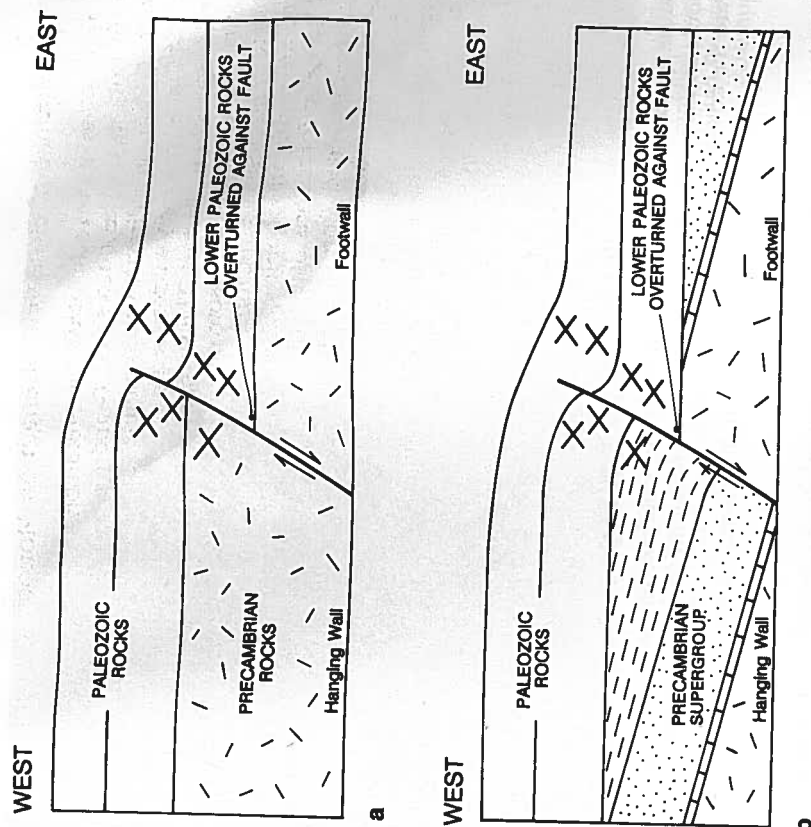 WEST
EAST
PALEOZOIC
ROCKS
LOWER PALEOZOIC ROCKS
OVERTURNED AGAINST FAULT
PRECAMBRIAN
ROCKS
Hanging Wall
Footwall
a
WEST
EAST
PALEOZOIC
ROCKS
LOWER PALEOZOIC ROCKS
OVERTURNED AGAINST FAULT
PRECAMBRIAN
SUPERGROUP
Hanging Wall
Footwall